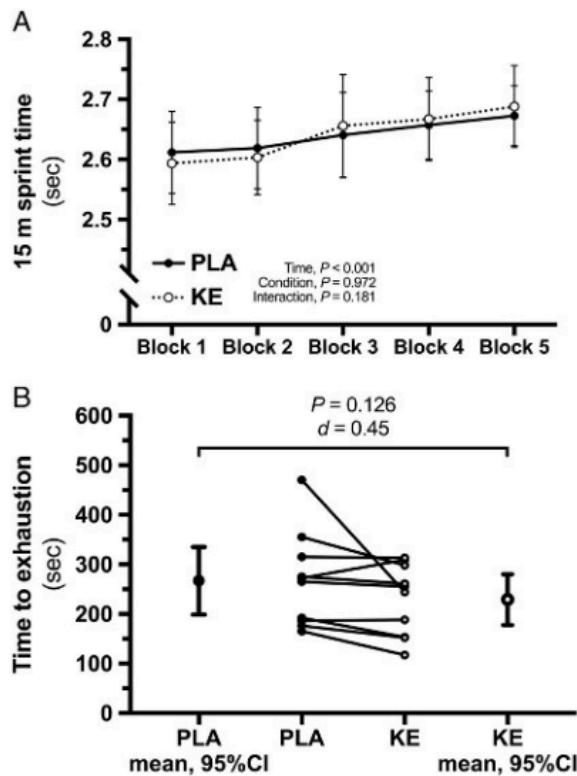 A
15 m sprint time
(sec)
2.8
2.7
2.6
2.5
0
PLA
KE
Time, P < 0.001
Condition, P = 0.972
Interaction, P = 0.181
Block 1 Block 2 Block 3 Block 4 Block 5
B
Time to exhaustion
(sec)
600
500
400
300
200
100
0
P = 0.126
d = 0.45
PLA PLA KE KE
mean, 95%CI mean, 95%CI